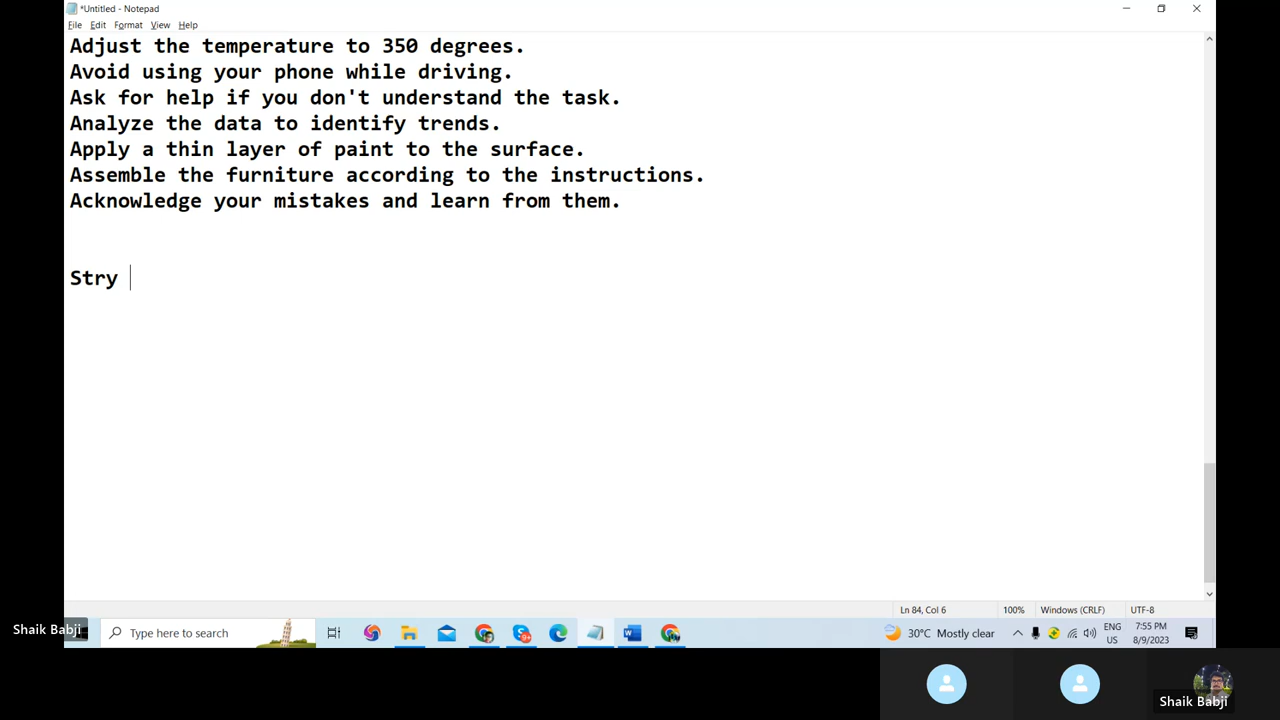 *Untitled - Notepad
File Edit Format View Help
Adjust the temperature to 350 degrees.
Avoid using your phone while driving.
Ask for help if you don't understand the task.
Analyze the data to identify trends.
Apply a thin layer of paint to the surface.
Assemble the furniture according to the instructions.
Acknowledge your mistakes and learn from them.
Stry
Ln 84, Col 6 100% Windows (CRLF) UTF-8
Shaik Babji
Type here to search
30°C Mostly clear
ENG
US
7:55 PM
8/9/2023
Shaik Babji